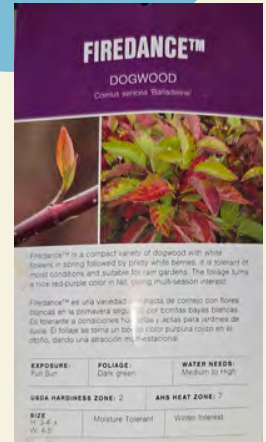 FIREDANCE™
DOGWOOD
Cornus sericea 'Bailadeline'
Firedance™ is a compact variety of dogwood with white
flowers in spring followed by pretty white berries. It is tolerant of
most conditions and suitable for rain gardens. The foliage turns
a nice red-purple color in fall, giving multi-season interest.
Firedance™ es una variedad compacta de cornejo con flores
blancas en la primavera seguidas por bonitas bayas blancas.
Es tolerante a condiciones húmedas y aptas para jardines de
lluvia. El follaje se torna un bonito color púrpura rojizo en el
otoño, dando una atracción multi-estacional.
EXPOSURE:
Full Sun
FOLIAGE:
Dark green
WATER NEEDS:
Medium to High
USDA HARDINESS ZONE: 2
AHS HEAT ZONE: 7
SIZE
H: 3-4' x
W: 4-5'
Moisture Tolerant
Winter Interest